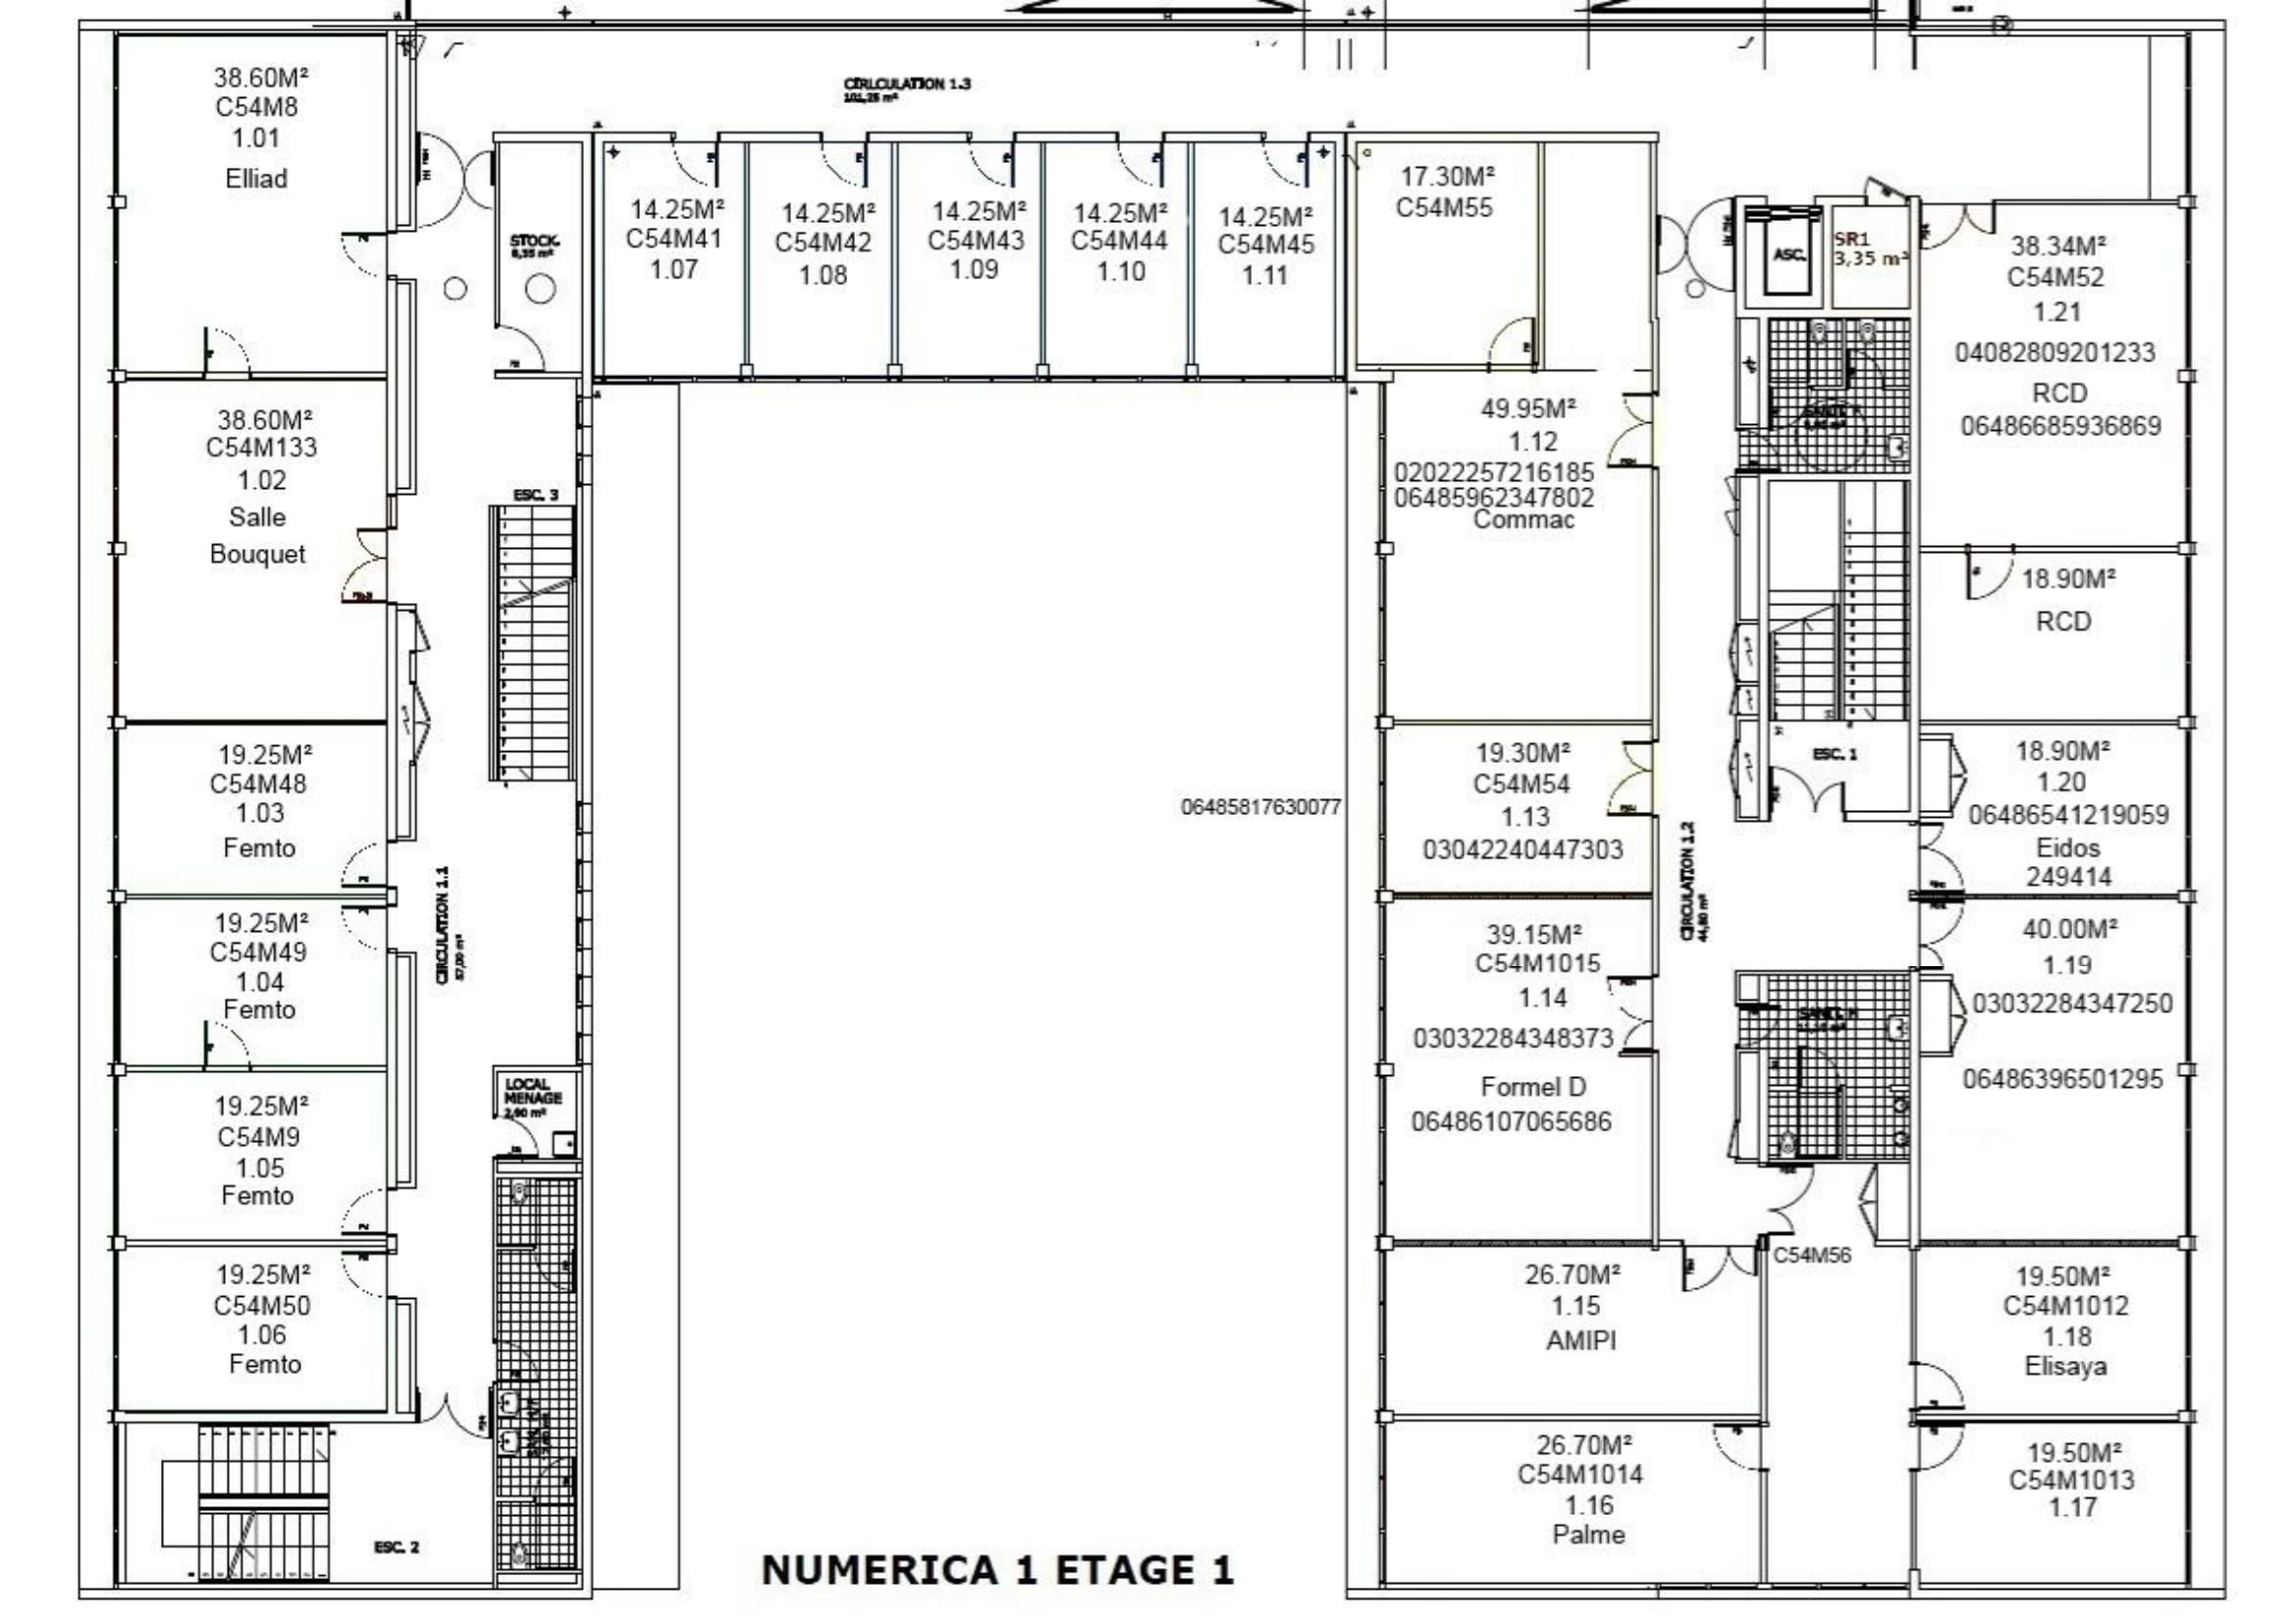 CIRLCULATION 1.3
101,25 m²
38.60M²
C54M8
1.01
Elliad
STOCK.
8,35 m²
14.25M²
C54M41
1.07
14.25M²
C54M42
1.08
14.25M²
C54M43
1.09
14.25M²
C54M44
1.10
14.25M²
C54M45
1.11
17.30M²
C54M55
ASC.
SR1
3,35 m²
38.34M²
C54M52
1.21
04082809201233
RCD
06486685936869
38.60M²
C54M133
1.02
Salle
Bouquet
ESC. 3
49.95M²
1.12
02022257216185
06485962347802
Commac
18.90M²
RCD
19.25M²
C54M48
1.03
Femto
06485817630077
19.30M²
C54M54
1.13
03042240447303
ESC. 1
18.90M²
1.20
06486541219059
Eidos
249414
CIRCULATION 1.1
57,00 m²
CIRCULATION 1.2
44,80 m²
19.25M²
C54M49
1.04
Femto
39.15M²
C54M1015
1.14
03032284348373
Formel D
06486107065686
SANIT. H
40.00M²
1.19
03032284347250
06486396501295
19.25M²
C54M9
1.05
Femto
LOCAL
MENAGE
2,60 m²
19.25M²
C54M50
1.06
Femto
26.70M²
1.15
AMIPI
C54M56
19.50M²
C54M1012
1.18
Elisaya
ESC. 2
26.70M²
C54M1014
1.16
Palme
19.50M²
C54M1013
1.17
NUMERICA 1 ETAGE 1